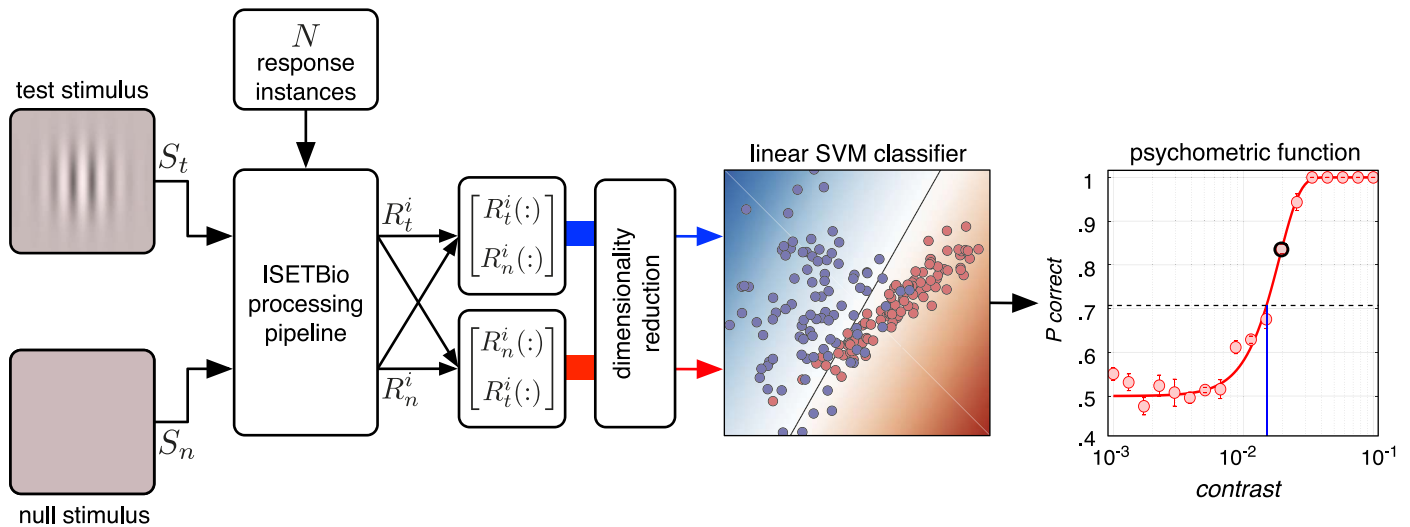 N
response
instances
test stimulus
S_t
null stimulus
S_n
ISETBio
processing
pipeline
R_t^i
R_n^i
[R_t^i(:)
R_n^i(:)]
[R_n^i(:)
R_t^i(:)]
dimensionality
reduction
linear SVM classifier
psychometric function
P correct
1
.9
.8
.7
.6
.5
.4
10^-3
10^-2
10^-1
contrast